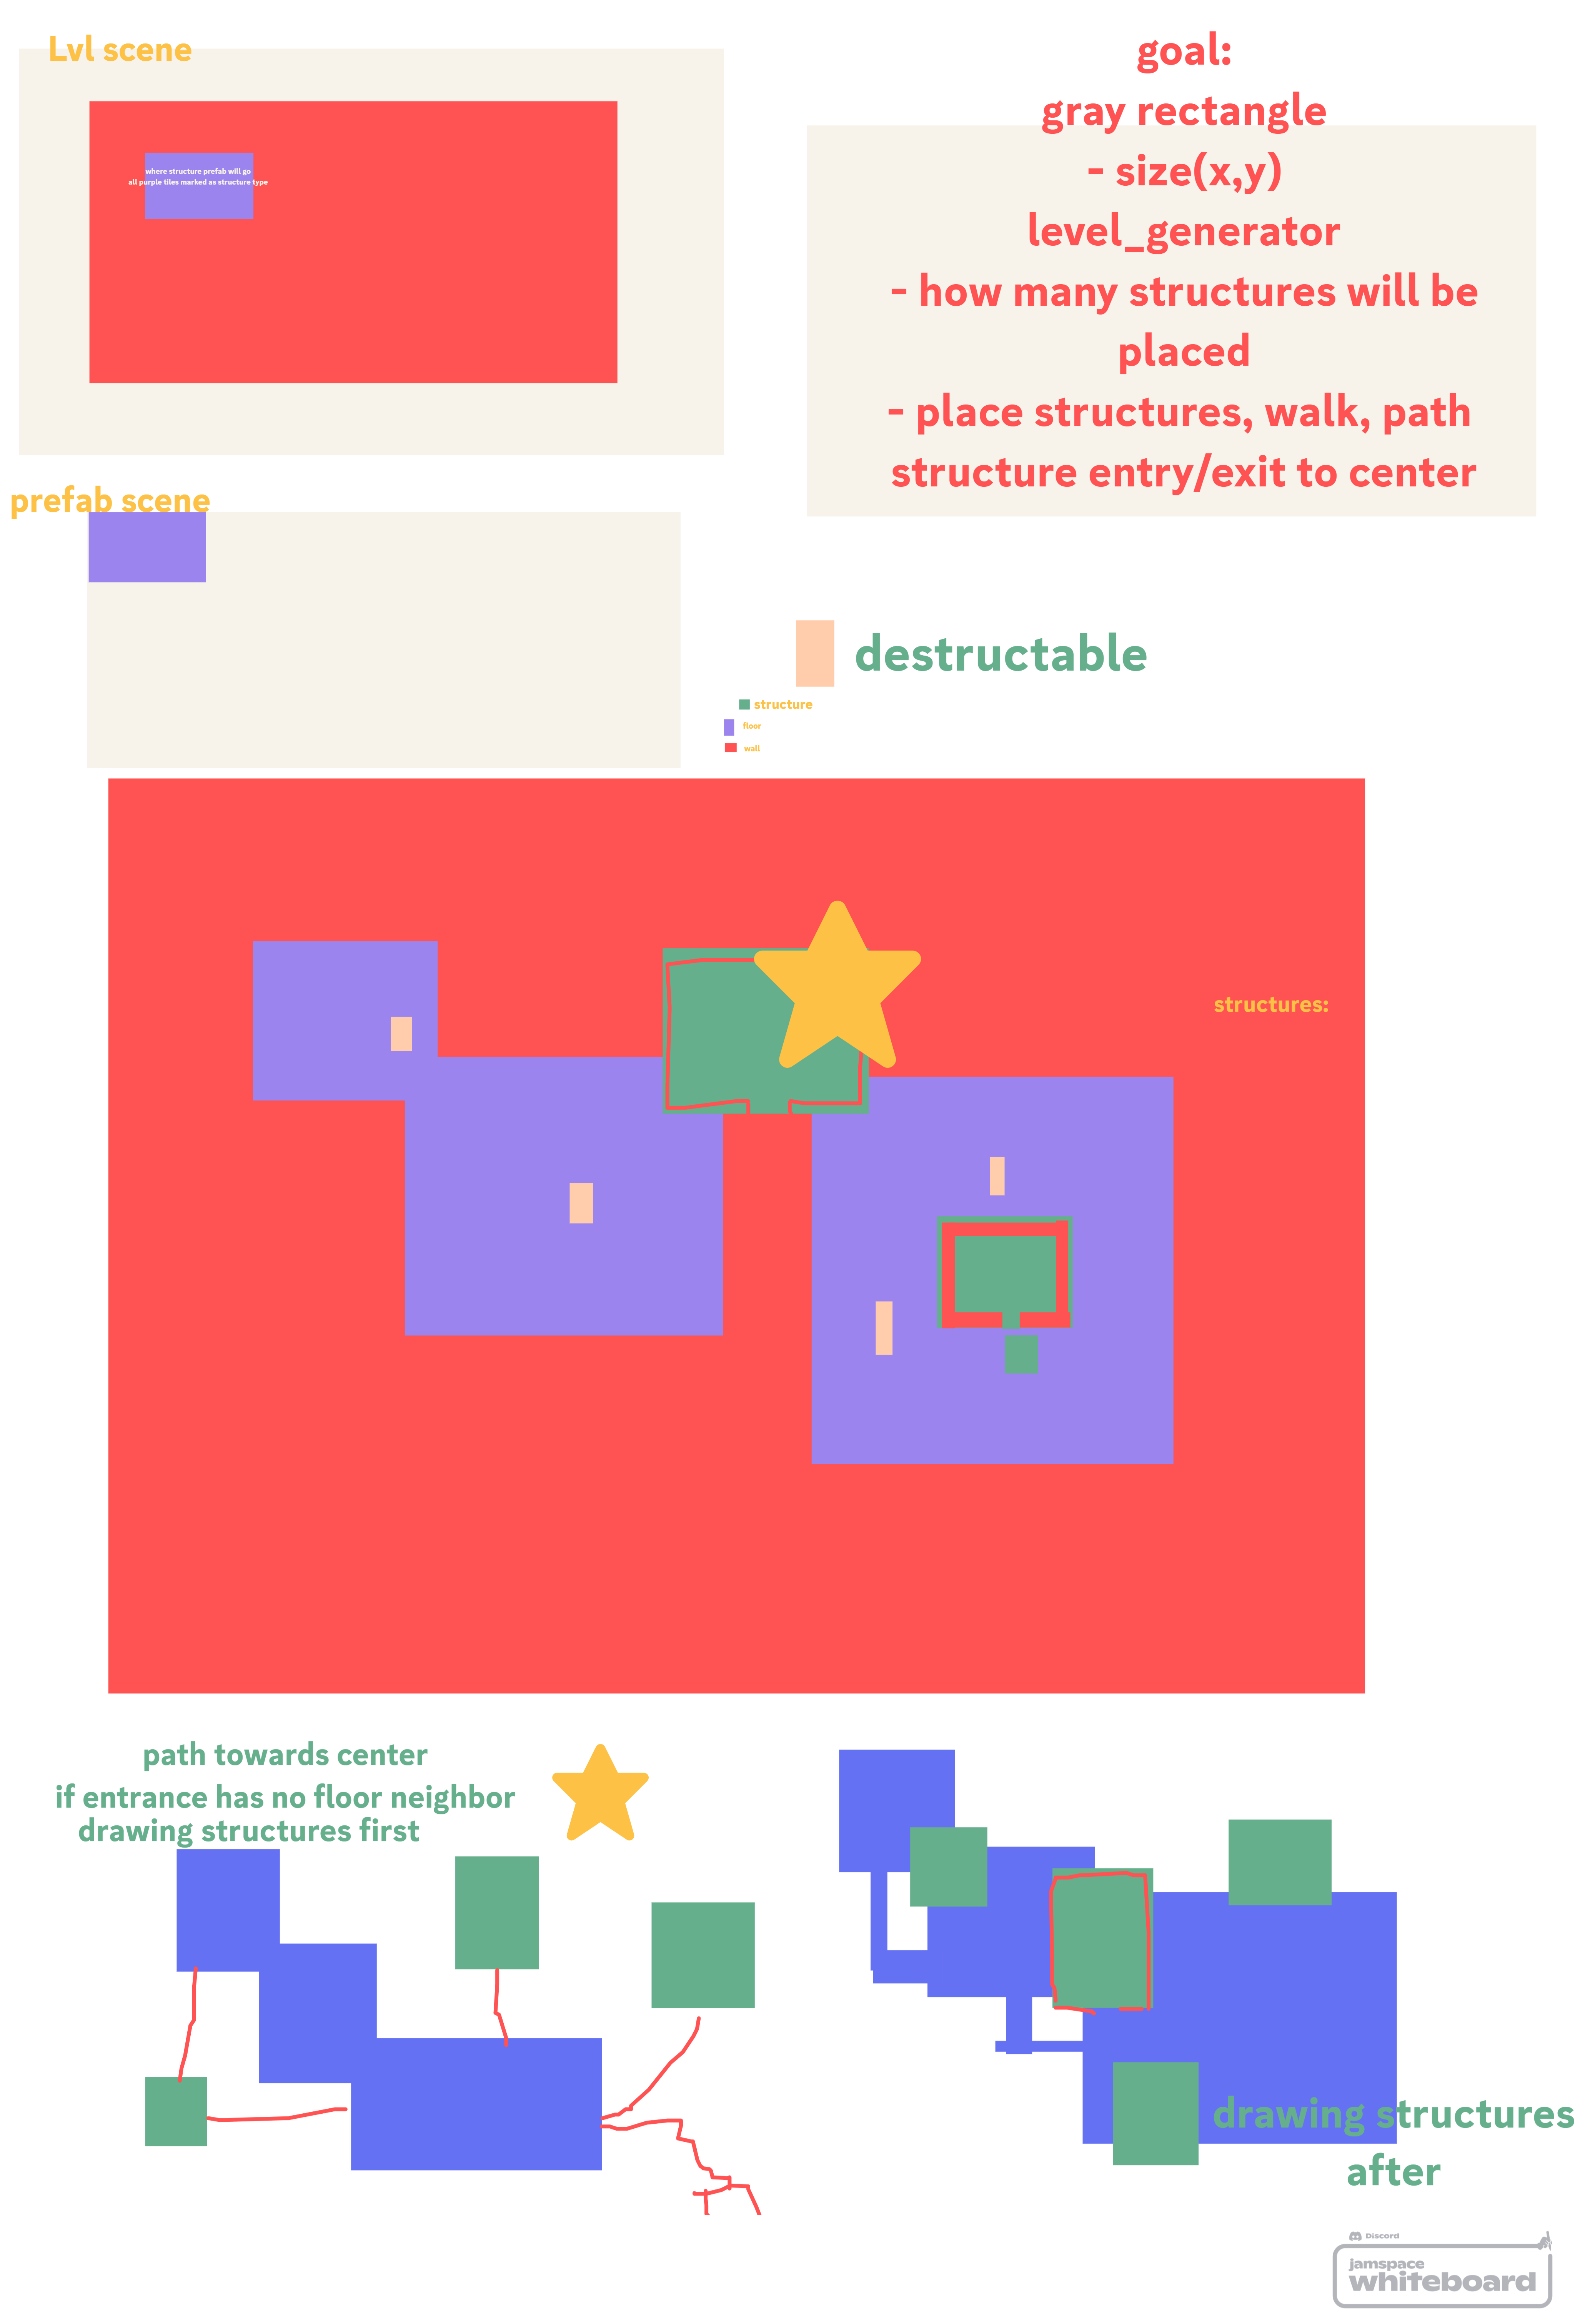 Lvl scene
where structure prefab will go
all purple tiles marked as structure type
goal:
gray rectangle
- size(x,y)
level_generator
- how many structures will be
placed
- place structures, walk, path
structure entry/exit to center
prefab scene
destructable
structure
floor
wall
structures:
path towards center
if entrance has no floor neighbor
drawing structures first
drawing structures
after
Discord
jamspace
whiteboard